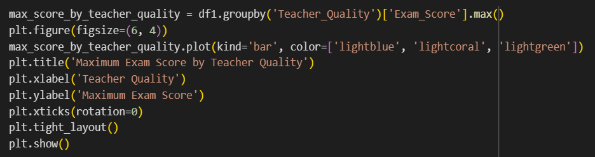 max_score_by_teacher_quality = df1.groupby('Teacher_Quality')['Exam_Score'].max()
plt.figure(figsize=(6, 4))
max_score_by_teacher_quality.plot(kind='bar', color=['lightblue', 'lightcoral', 'lightgreen'])
plt.title('Maximum Exam Score by Teacher Quality')
plt.xlabel('Teacher Quality')
plt.ylabel('Maximum Exam Score')
plt.xticks(rotation=0)
plt.tight_layout()
plt.show()